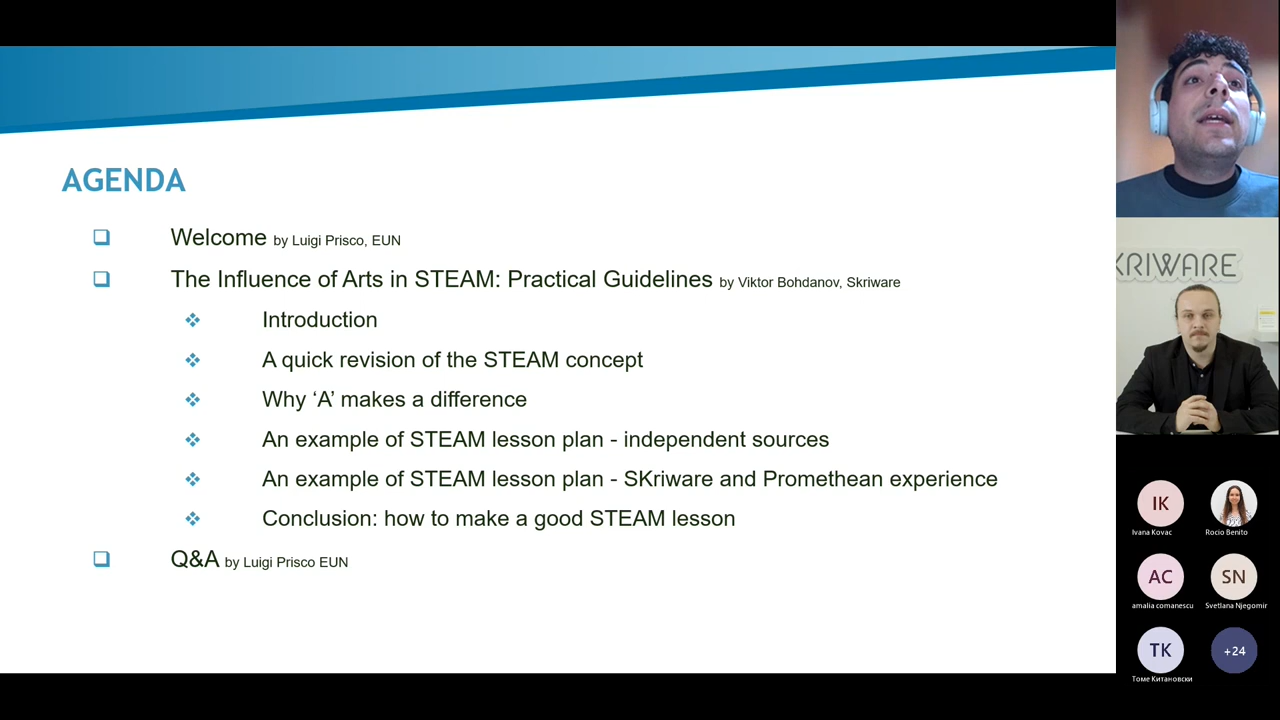 AGENDA
Welcome by Luigi Prisco, EUN
The Influence of Arts in STEAM: Practical Guidelines by Viktor Bohdanov, Skriware
Introduction
A quick revision of the STEAM concept
Why ‘A’ makes a difference
An example of STEAM lesson plan - independent sources
An example of STEAM lesson plan - SKriware and Promethean experience
Conclusion: how to make a good STEAM lesson
Q&A by Luigi Prisco EUN
KRIWARE
IK
Ivana Kovac
Rocio Benito
AC
amalia comanescu
SN
Svetlana Njegomir
TK
Томе Китановски
+24